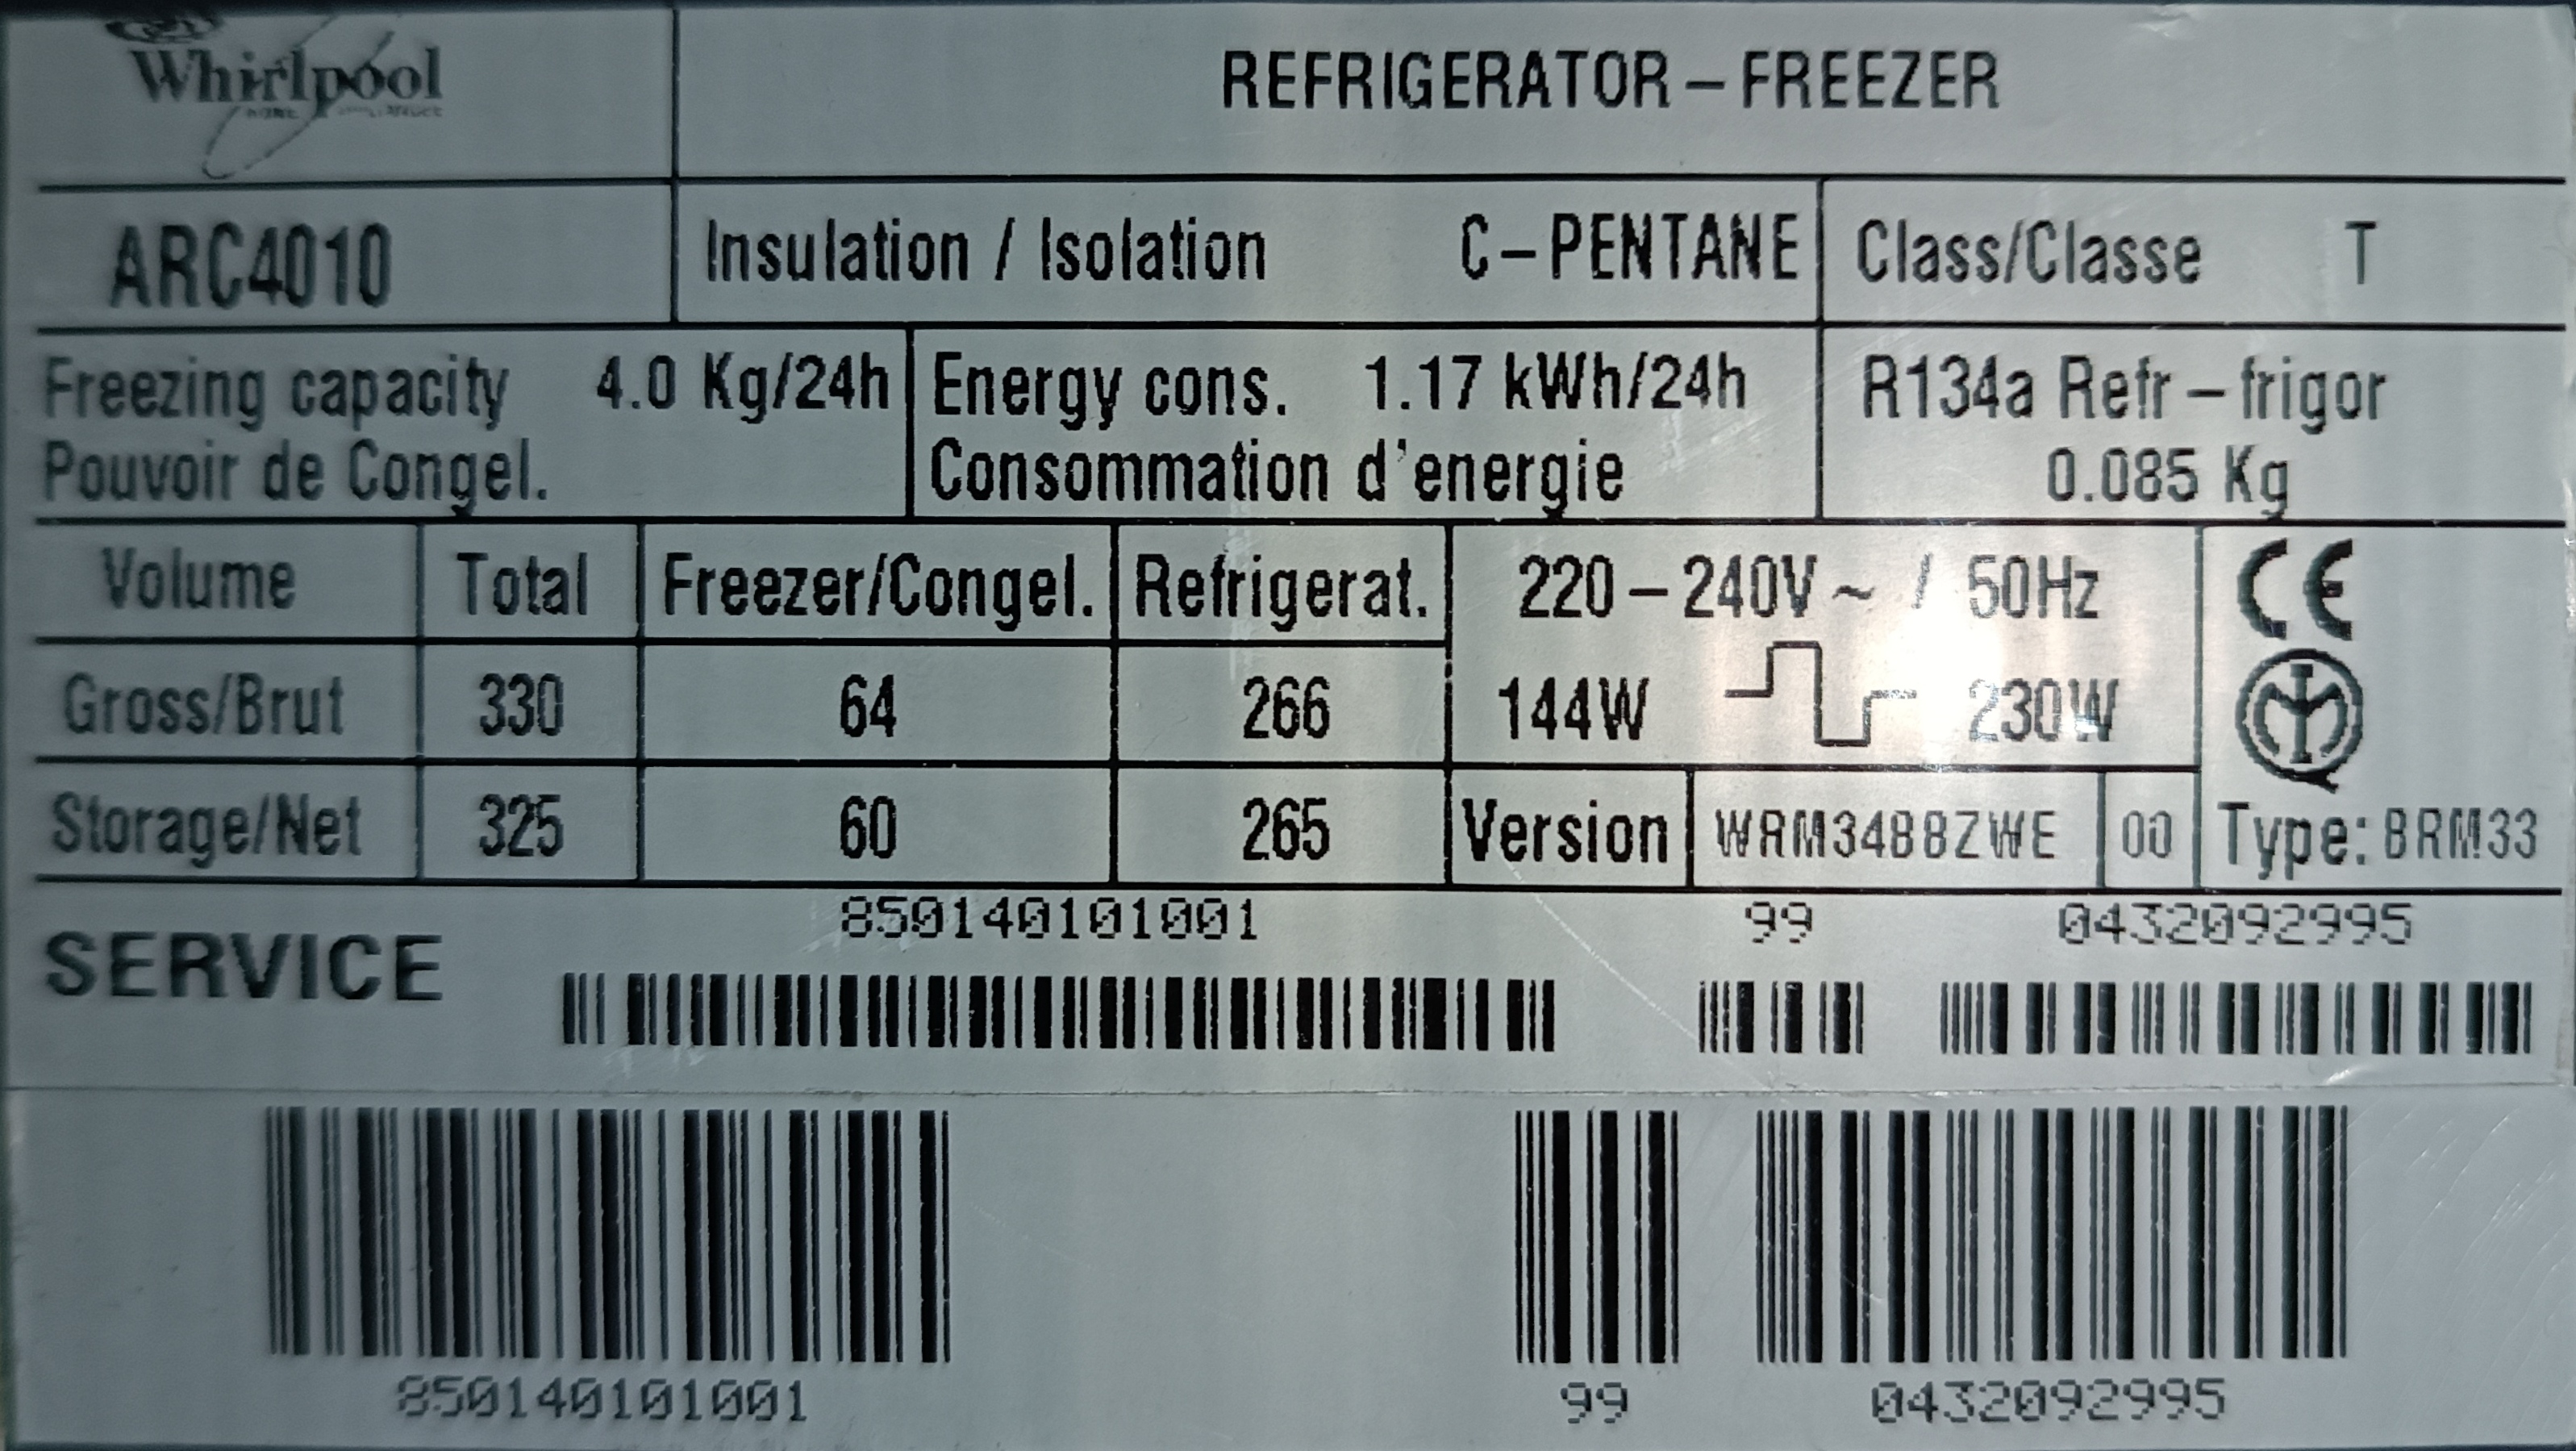 Whirlpool
REFRIGERATOR – FREEZER
ARC4010
Insulation / Isolation C – PENTANE
Class/Classe T
Freezing capacity 4.0 Kg/24h
Pouvoir de Congel.
Energy cons. 1.17 kWh/24h
Consommation d'energie
R134a Refr – frigor
0.085 Kg
Volume Total Freezer/Congel. Refrigerat.
Gross/Brut 330 64 266
Storage/Net 325 60 265
220 – 240V ~ / 50Hz
144W 230W
CE
Version WRM34BBZWE 00
Type: BRM33
SERVICE
850140101001 99 0432092995
850140101001 99 0432092995